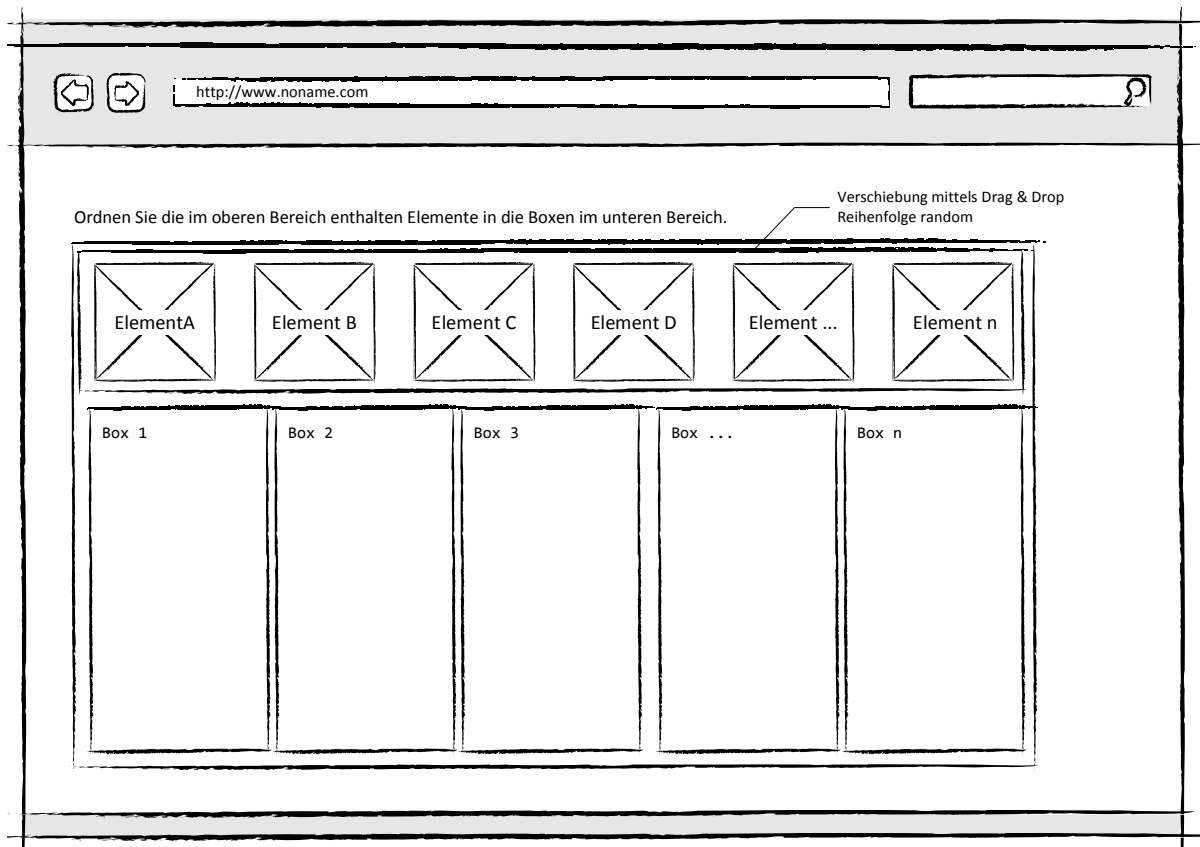 http://www.noname.com
Verschiebung mittels Drag & Drop
Reihenfolge random
Ordnen Sie die im oberen Bereich enthalten Elemente in die Boxen im unteren Bereich.
ElementA
Element B
Element C
Element D
Element ...
Element n
Box 1
Box 2
Box 3
Box ...
Box n